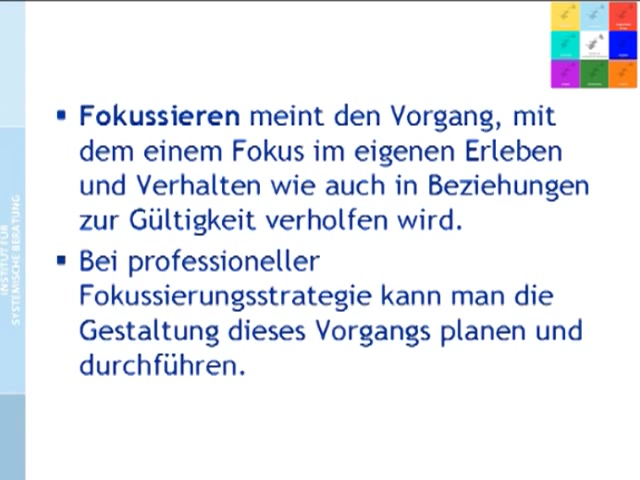 ▪ Fokussieren meint den Vorgang, mit
dem einem Fokus im eigenen Erleben
und Verhalten wie auch in Beziehungen
zur Gültigkeit verholfen wird.
▪ Bei professioneller
Fokussierungsstrategie kann man die
Gestaltung dieses Vorgangs planen und
durchführen.
INSTITUT FÜR
SYSTEMISCHE BERATUNG